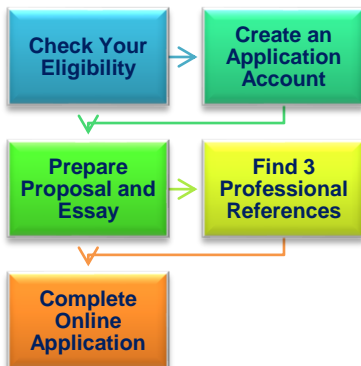 Check Your
Eligibility
Create an
Application
Account
Prepare
Proposal and
Essay
Find 3
Professional
References
Complete
Online
Application